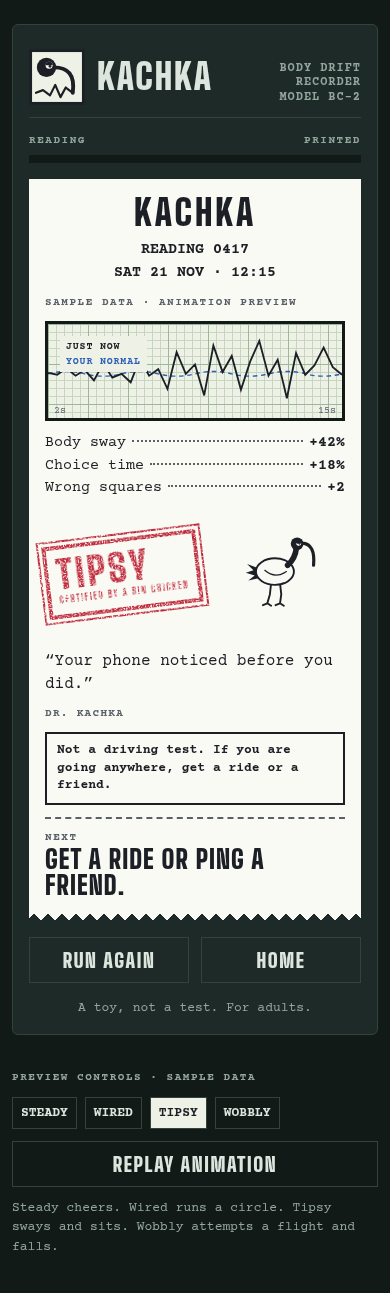 KACHKA
BODY DRIFT
RECORDER
MODEL BC-2
READING PRINTED
KACHKA
READING 0417
SAT 21 NOV · 12:15
SAMPLE DATA · ANIMATION PREVIEW
JUST NOW
YOUR NORMAL
2s 15s
Body sway +42%
Choice time +18%
Wrong squares +2
TIPSY
CERTIFIED BY A BIN CHICKEN
“Your phone noticed before you
did.”
DR. KACHKA
Not a driving test. If you are
going anywhere, get a ride or a
friend.
NEXT
GET A RIDE OR PING A
FRIEND.
RUN AGAIN HOME
A toy, not a test. For adults.
PREVIEW CONTROLS · SAMPLE DATA
STEADY WIRED TIPSY WOBBLY
REPLAY ANIMATION
Steady cheers. Wired runs a circle. Tipsy
sways and sits. Wobbly attempts a flight and
falls.